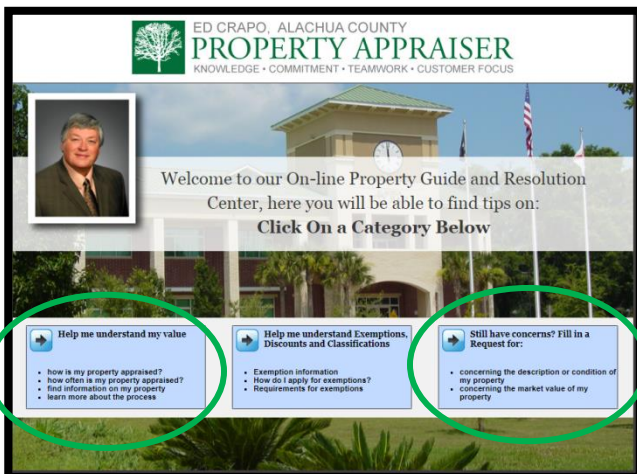 ED CRAPO, ALACHUA COUNTY
PROPERTY APPRAISER
KNOWLEDGE • COMMITMENT • TEAMWORK • CUSTOMER FOCUS
Welcome to our On-line Property Guide and Resolution
Center, here you will be able to find tips on:
Click On a Category Below
Help me understand my value
• how is my property appraised?
• how often is my property appraised?
• find information on my property
• learn more about the process
Help me understand Exemptions,
Discounts and Classifications
• Exemption information
• How do I apply for exemptions?
• Requirements for exemptions
Still have concerns? Fill in a
Request for:
• concerning the description or condition of
my property
• concerning the market value of my
property